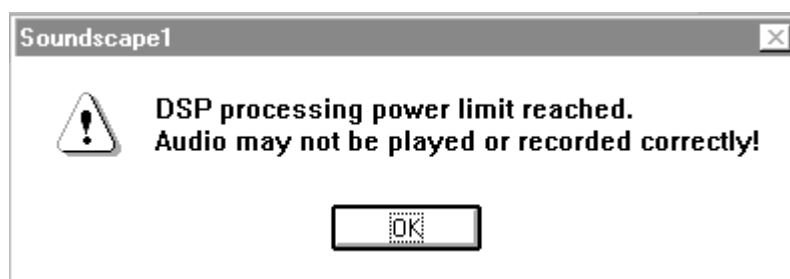 Soundscape1
DSP processing power limit reached.
Audio may not be played or recorded correctly!
OK